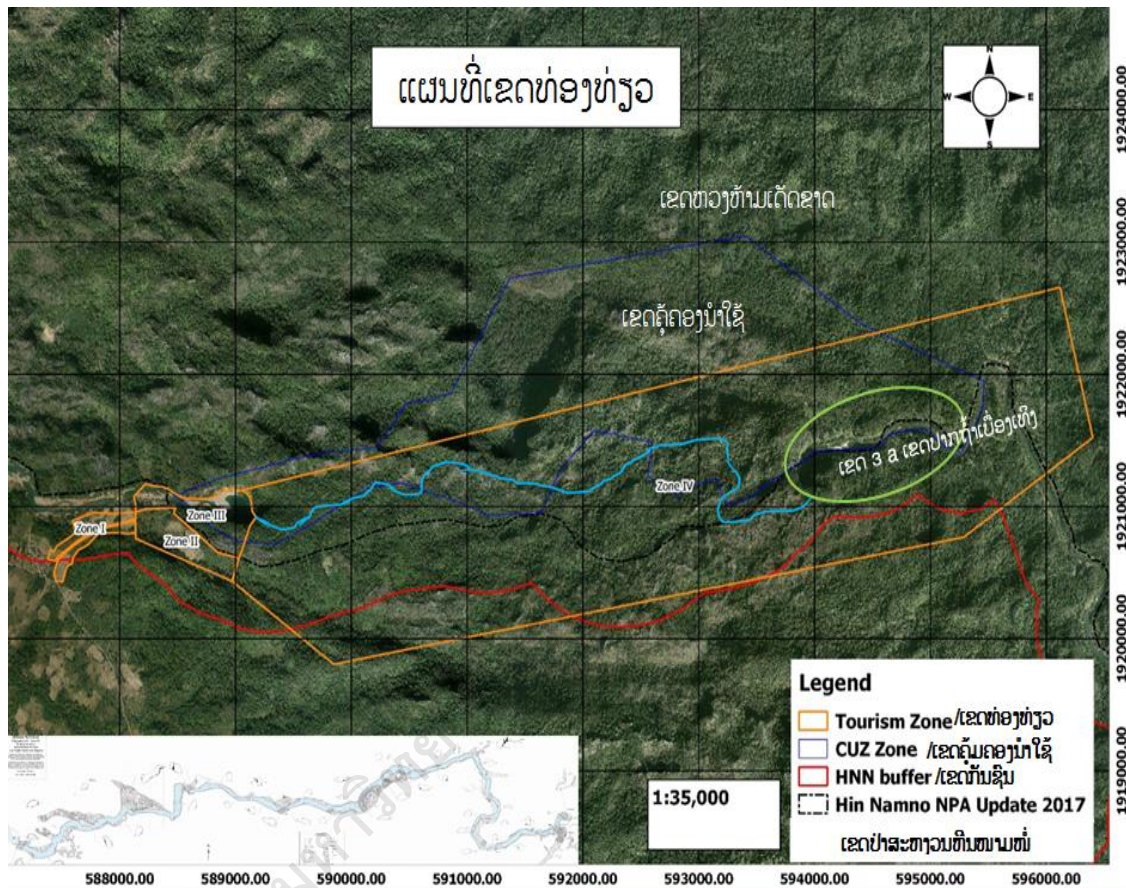 ແຜນທີ່ເຂດທ່ອງທ່ຽວ
N
W
E
S
ເຂດຫວງຫ້າມເດັດຂາດ
ເຂດຄຸ້ຄອງນຳໃຊ້
ເຂດ 3 a ເຂດປາກຖ້ຳເບື້ອງເທິງ
Zone I
Zone II
Zone III
Zone IV
1924000.00
1923000.00
1922000.00
1921000.00
1920000.00
1919000.00
Legend
Tourism Zone/ເຂດທ່ອງທ່ຽວ
CUZ Zone /ເຂດຄຸ້ມຄອງນຳໃຊ້
HNN buffer/ເຂດກັນຊົນ
Hin Namno NPA Update 2017
ເຂດປ່າສະຫງວນຫີນໜາມໜໍ່
1:35,000
588000.00 589000.00 590000.00 591000.00 592000.00 593000.00 594000.00 595000.00 596000.00